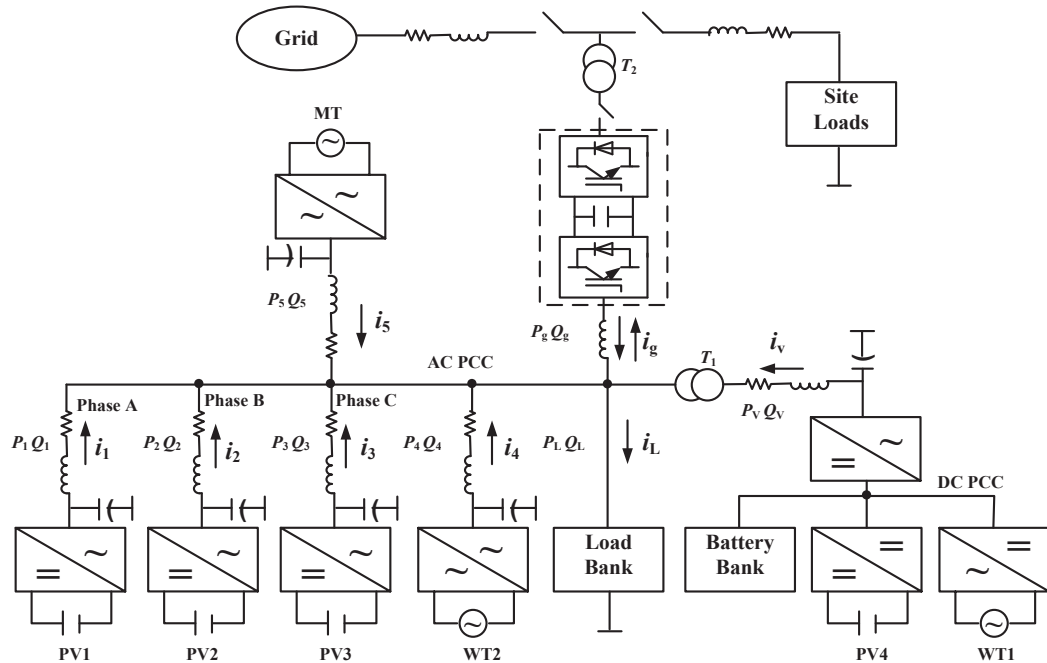 Grid
T2
Site
Loads
MT
P5 Q5
i5
Pg Qg
ig
AC PCC
T1
iv
PV QV
Phase A
Phase B
Phase C
P1 Q1
i1
P2 Q2
i2
P3 Q3
i3
P4 Q4
i4
PL QL
iL
DC PCC
Load
Bank
Battery
Bank
PV1
PV2
PV3
WT2
PV4
WT1